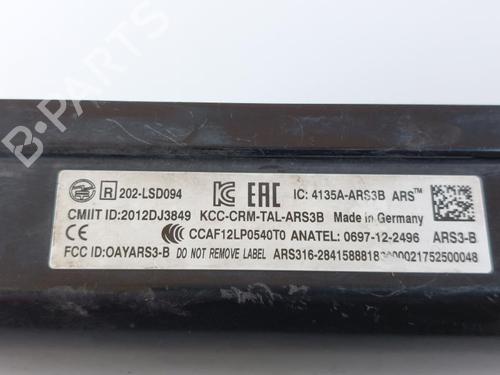 B-PARTS
R 202-LSD094 EAC IC: 4135A-ARS3B ARS™
CMIIT ID:2012DJ3849 KCC-CRM-TAL-ARS3B Made in Germany
CE CCAF12LP0540T0 ANATEL: 0697-12-2496 ARS3-B
FCC ID:OAYARS3-B DO NOT REMOVE LABEL